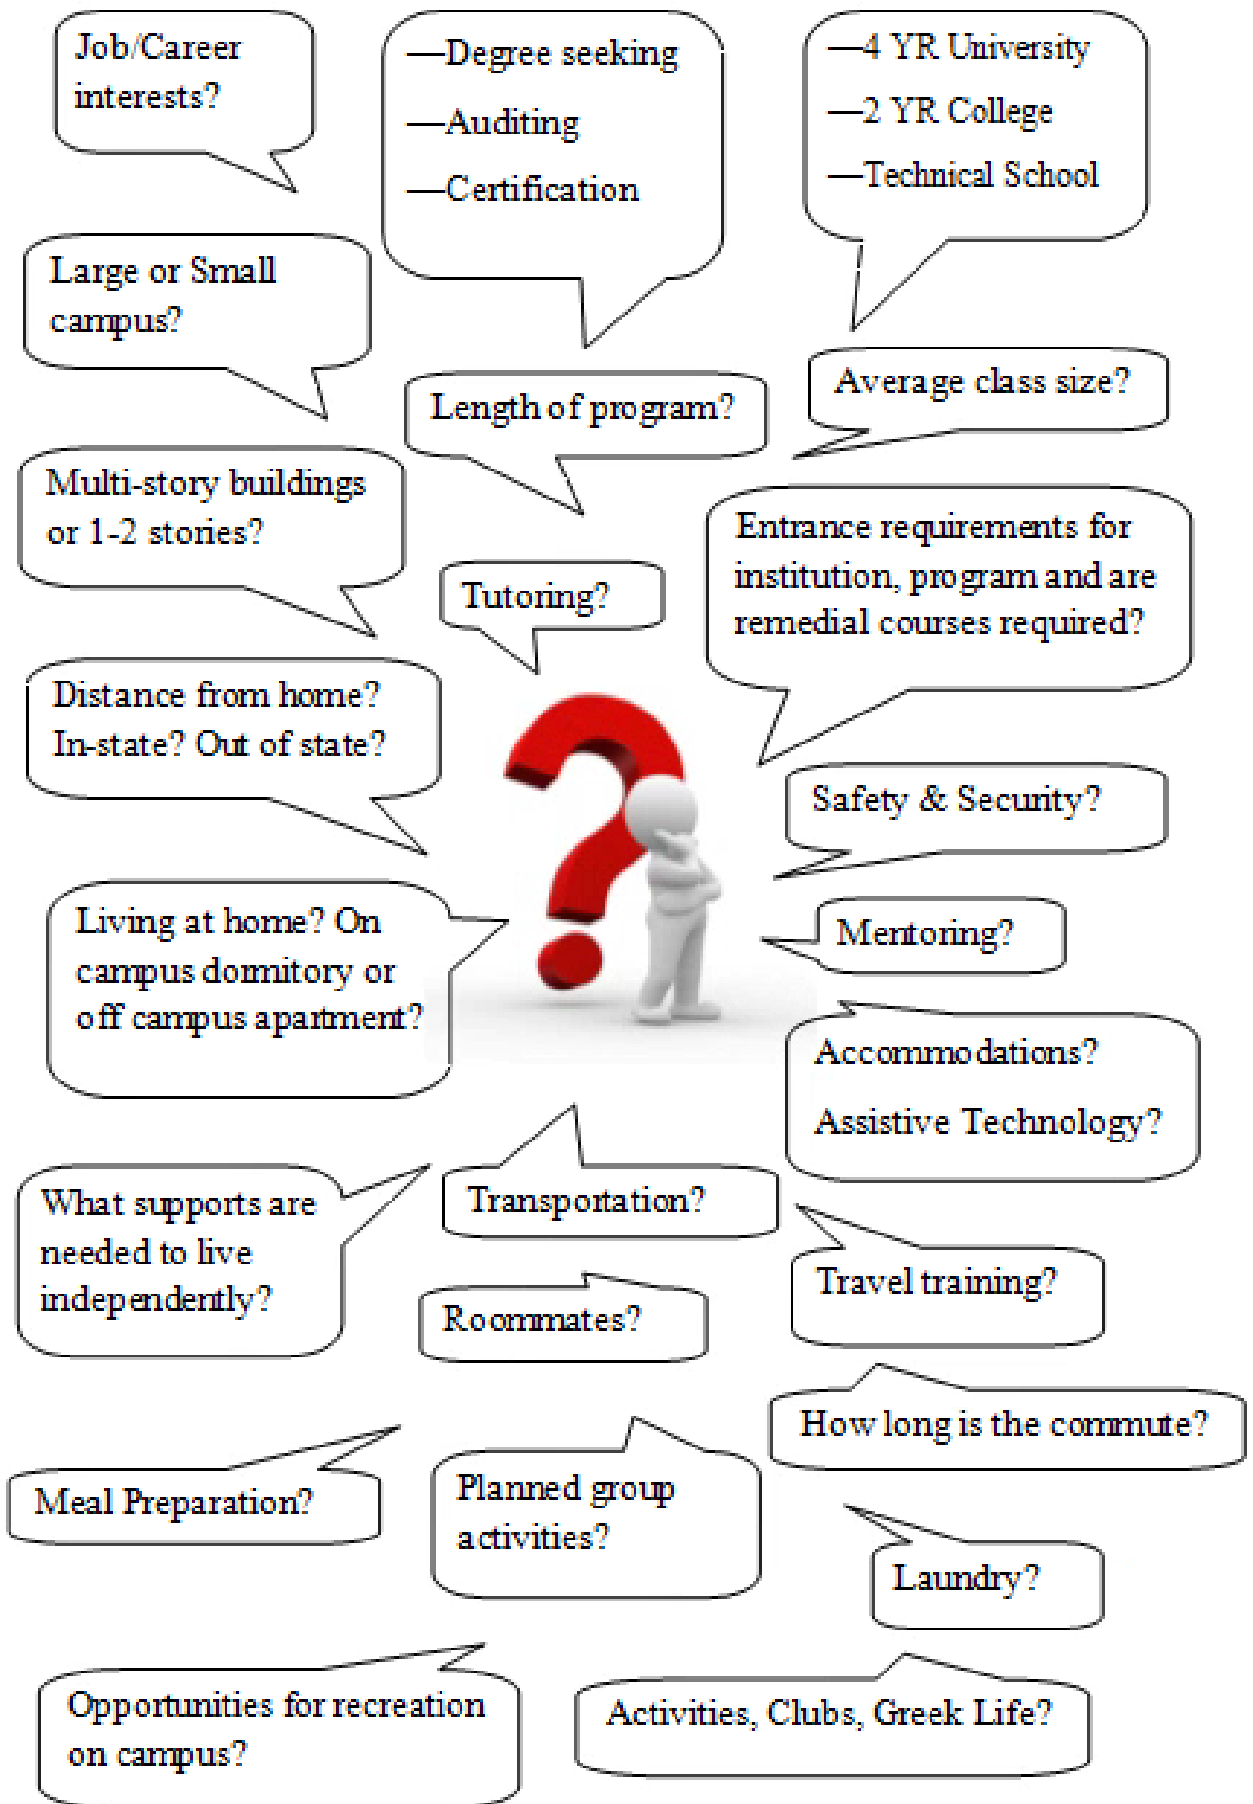 Job/Career
interests?
—Degree seeking
—Auditing
—Certification
—4 YR University
—2 YR College
—Technical School
Large or Small
campus?
Length of program?
Average class size?
Multi-story buildings
or 1-2 stories?
Tutoring?
Entrance requirements for
institution, program and are
remedial courses required?
Distance from home?
In-state? Out of state?
Safety & Security?
Living at home? On
campus dormitory or
off campus apartment?
Mentoring?
Accommodations?
Assistive Technology?
What supports are
needed to live
independently?
Transportation?
Travel training?
Roommates?
How long is the commute?
Meal Preparation?
Planned group
activities?
Laundry?
Opportunities for recreation
on campus?
Activities, Clubs, Greek Life?